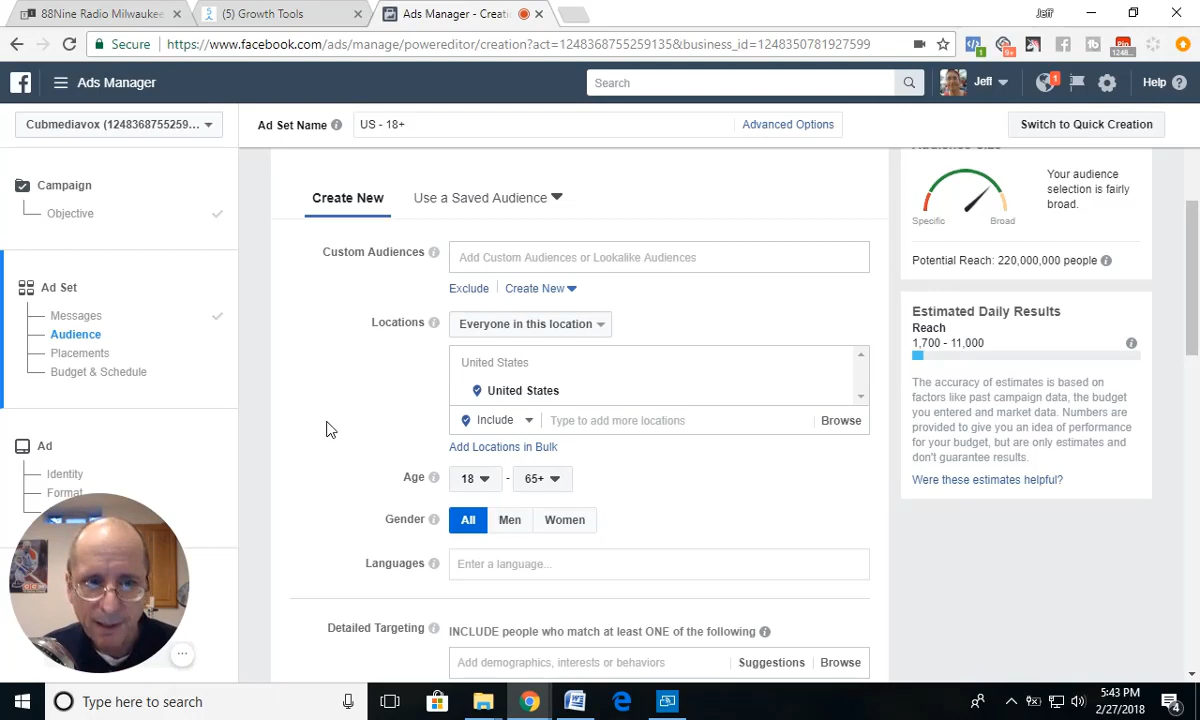 88Nine Radio Milwaukee
(5) Growth Tools
Ads Manager - Creatio
Jeff
Secure
https://www.facebook.com/ads/manage/powereditor/creation?act=1248368755259135&business_id=1248350781927599
1
9+
Pin
1248...
Ads Manager
Search
Jeff
1
Help
Cubmediavox (1248368755259...
Ad Set Name
US - 18+
Advanced Options
Switch to Quick Creation
Campaign
Objective
Ad Set
Messages
Audience
Placements
Budget & Schedule
Ad
Identity
Format
Create New
Use a Saved Audience
Custom Audiences
Add Custom Audiences or Lookalike Audiences
Exclude
Create New
Locations
Everyone in this location
United States
United States
Include
Type to add more locations
Browse
Add Locations in Bulk
Age
18
-
65+
Gender
All
Men
Women
Languages
Enter a language...
Detailed Targeting
INCLUDE people who match at least ONE of the following
Add demographics, interests or behaviors
Suggestions
Browse
Audience Size
Your audience
selection is fairly
broad.
Specific
Broad
Potential Reach: 220,000,000 people
Estimated Daily Results
Reach
1,700 - 11,000
The accuracy of estimates is based on
factors like past campaign data, the budget
you entered and market data. Numbers are
provided to give you an idea of performance
for your budget, but are only estimates and
don't guarantee results.
Were these estimates helpful?
Type here to search
5:43 PM
2/27/2018
4